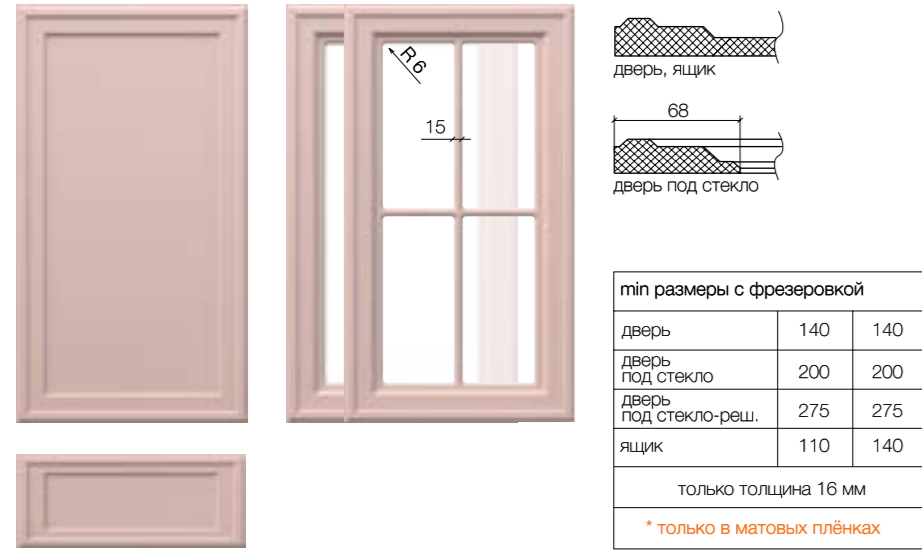 R6
15
дверь, ящик
68
дверь под стекло
min размеры с фрезеровкой
дверь 140 140
дверь
под стекло 200 200
дверь
под стекло-реш. 275 275
ящик 110 140
только толщина 16 мм
* только в матовых плёнках